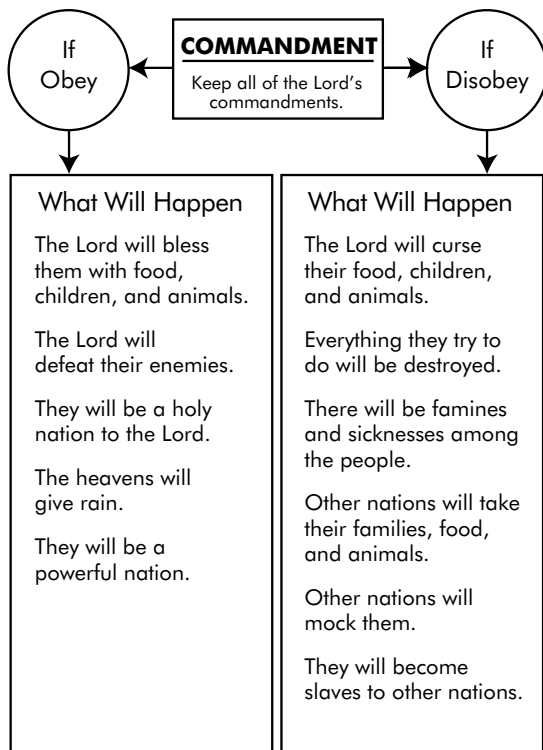 If
Obey
COMMANDMENT
Keep all of the Lord’s
commandments.
If
Disobey
What Will Happen
The Lord will bless
them with food,
children, and animals.
The Lord will
defeat their enemies.
They will be a holy
nation to the Lord.
The heavens will
give rain.
They will be a
powerful nation.
What Will Happen
The Lord will curse
their food, children,
and animals.
Everything they try to
do will be destroyed.
There will be famines
and sicknesses among
the people.
Other nations will take
their families, food,
and animals.
Other nations will
mock them.
They will become
slaves to other nations.